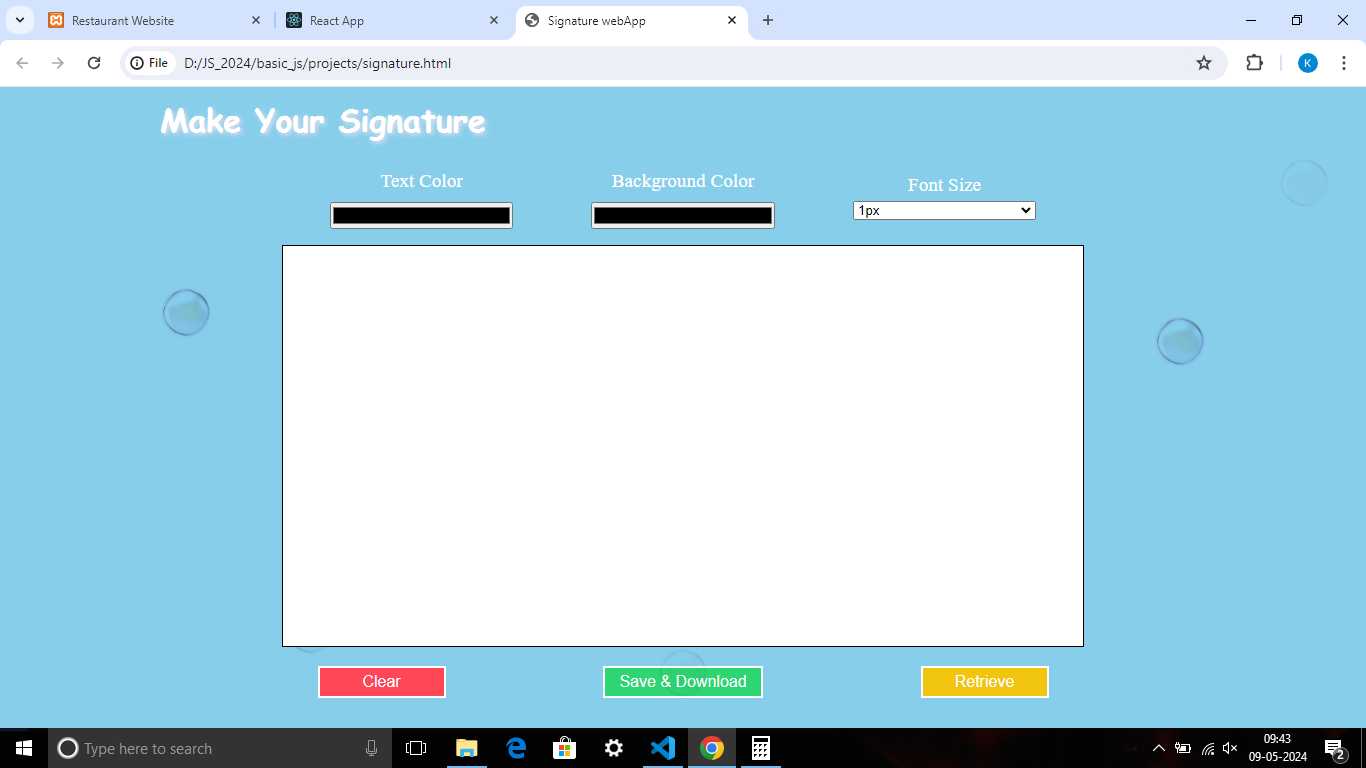 Restaurant Website
React App
Signature webApp
File
D:/JS_2024/basic_js/projects/signature.html
K
Make Your Signature
Text Color
Background Color
Font Size
1px
Clear
Save & Download
Retrieve
Type here to search
09:43
09-05-2024
2